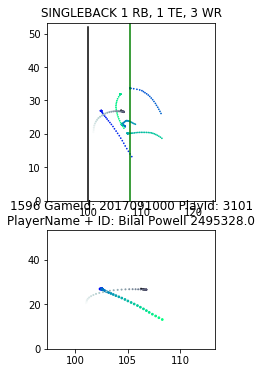 SINGLEBACK 1 RB, 1 TE, 3 WR
50
40
30
20
10
0
100 110 120
1596 GameId: 2017091000 PlayId: 3101
PlayerName + ID: Bilal Powell 2495328.0
40
20
0
100 105 110